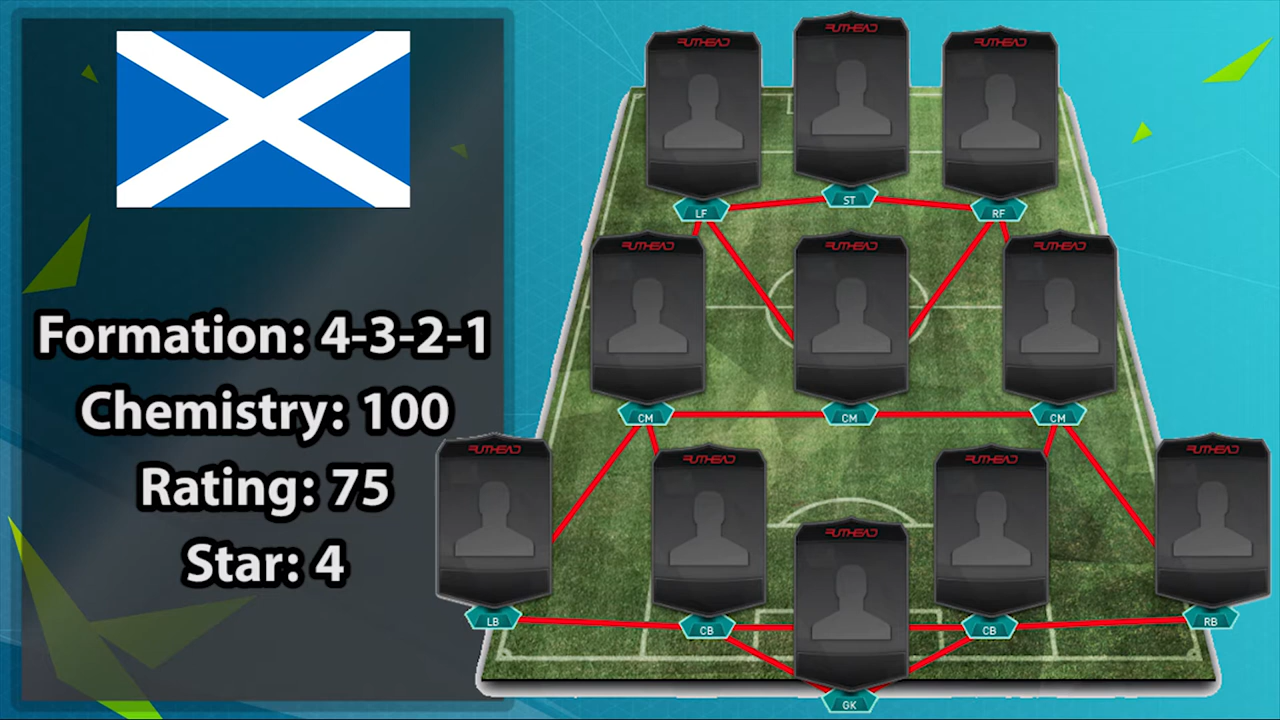 Formation: 4-3-2-1
Chemistry: 100
Rating: 75
Star: 4
FUTHEAD
FUTHEAD
FUTHEAD
LF
ST
RF
FUTHEAD
FUTHEAD
FUTHEAD
CM
CM
CM
FUTHEAD
FUTHEAD
FUTHEAD
FUTHEAD
FUTHEAD
LB
CB
CB
RB
GK